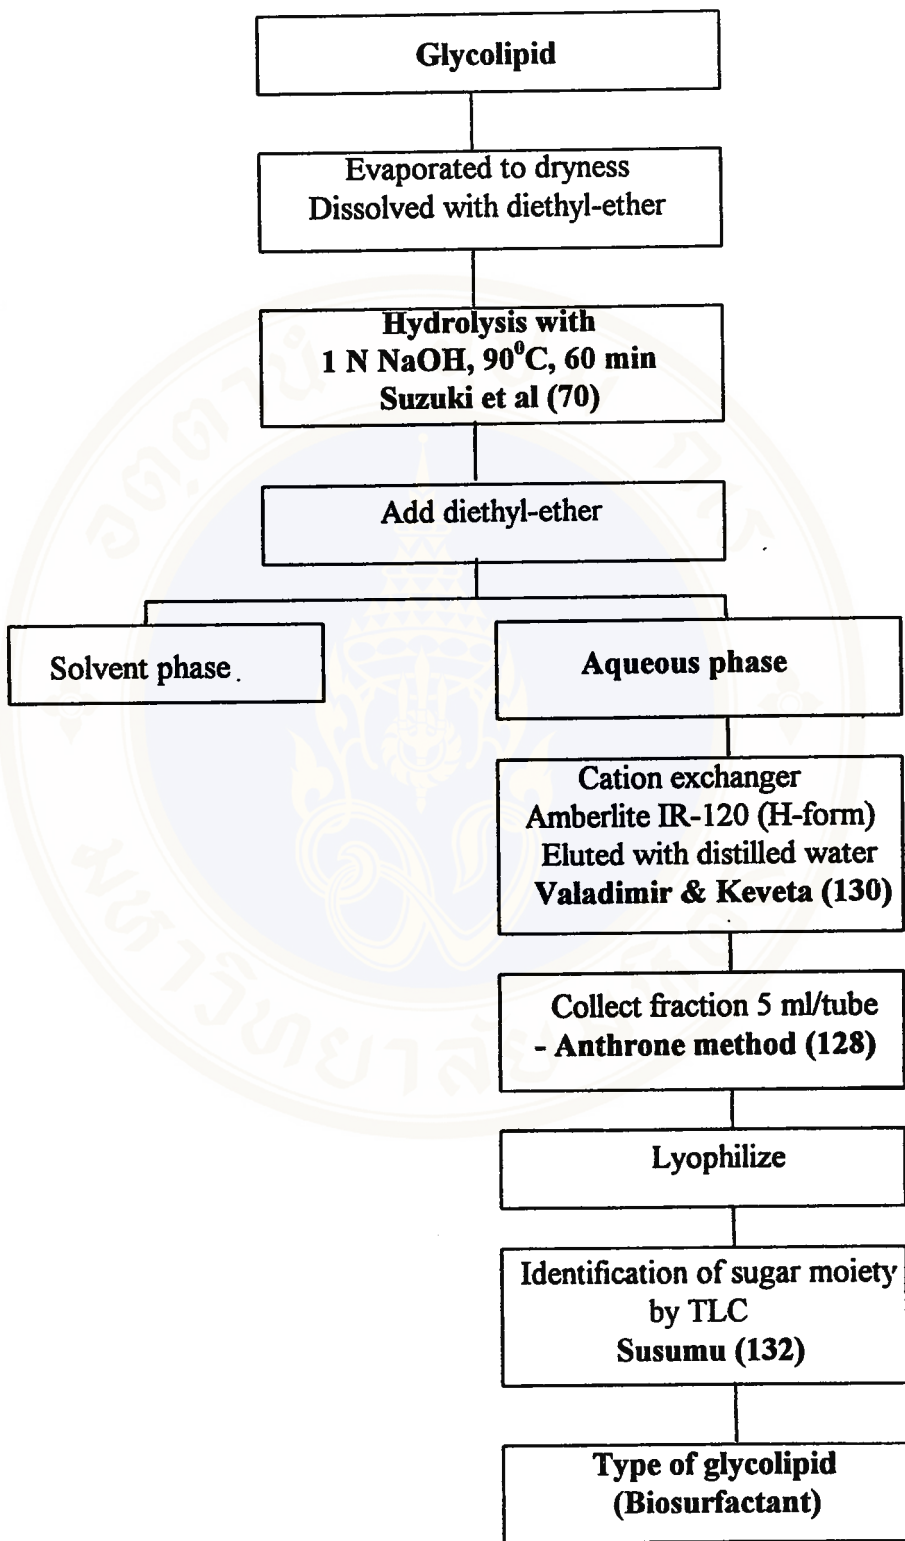 Glycolipid
Evaporated to dryness
Dissolved with diethyl-ether
Hydrolysis with
1 N NaOH, 90⁰C, 60 min
Suzuki et al (70)
Add diethyl-ether
Solvent phase
Aqueous phase
Cation exchanger
Amberlite IR-120 (H-form)
Eluted with distilled water
Valadimir & Keveta (130)
Collect fraction 5 ml/tube
- Anthrone method (128)
Lyophilize
Identification of sugar moiety
by TLC
Susumu (132)
Type of glycolipid
(Biosurfactant)